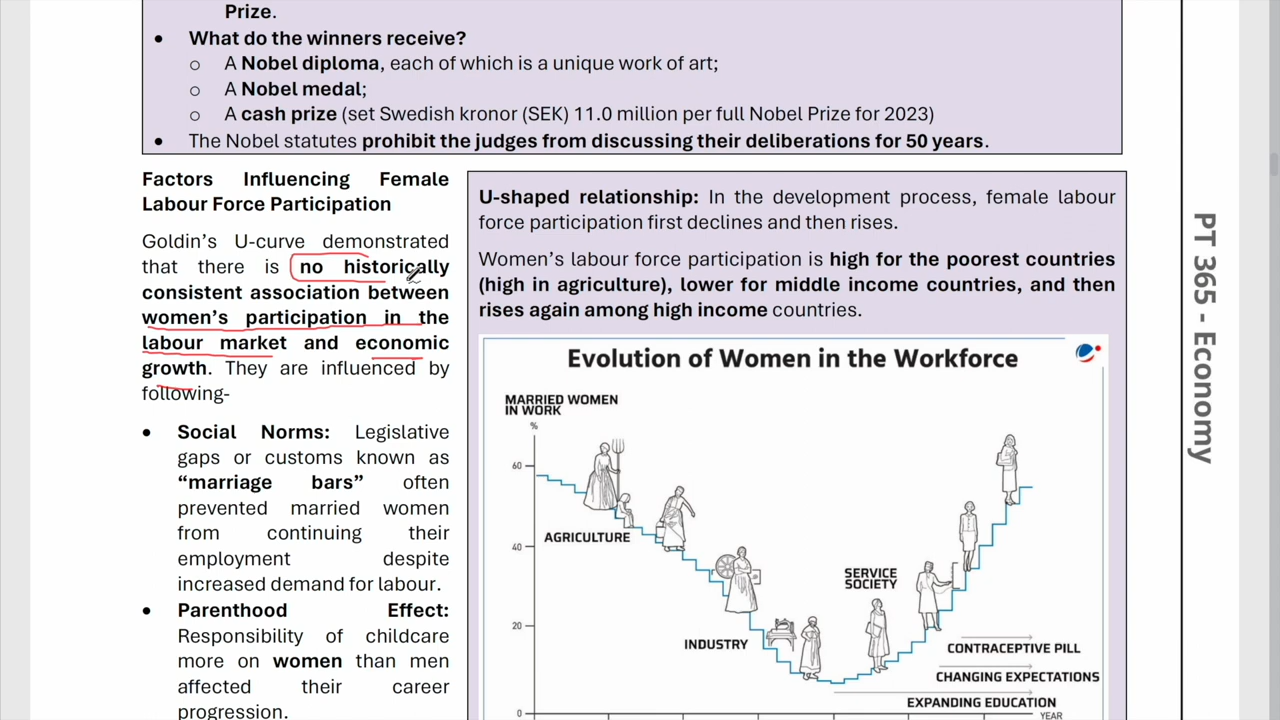 Prize.
• What do the winners receive?
o A Nobel diploma, each of which is a unique work of art;
o A Nobel medal;
o A cash prize (set Swedish kronor (SEK) 11.0 million per full Nobel Prize for 2023)
• The Nobel statutes prohibit the judges from discussing their deliberations for 50 years.
Factors Influencing Female
Labour Force Participation
Goldin's U-curve demonstrated
that there is no historically
consistent association between
women's participation in the
labour market and economic
growth. They are influenced by
following-
• Social Norms: Legislative
gaps or customs known as
"marriage bars" often
prevented married women
from continuing their
employment despite
increased demand for labour.
• Parenthood Effect:
Responsibility of childcare
more on women than men
affected their career
progression.
U-shaped relationship: In the development process, female labour
force participation first declines and then rises.
Women's labour force participation is high for the poorest countries
(high in agriculture), lower for middle income countries, and then
rises again among high income countries.
Evolution of Women in the Workforce
MARRIED WOMEN
IN WORK
%
60
40
20
0
AGRICULTURE
INDUSTRY
SERVICE
SOCIETY
CONTRACEPTIVE PILL
CHANGING EXPECTATIONS
EXPANDING EDUCATION
YEAR
PT 365 - Economy